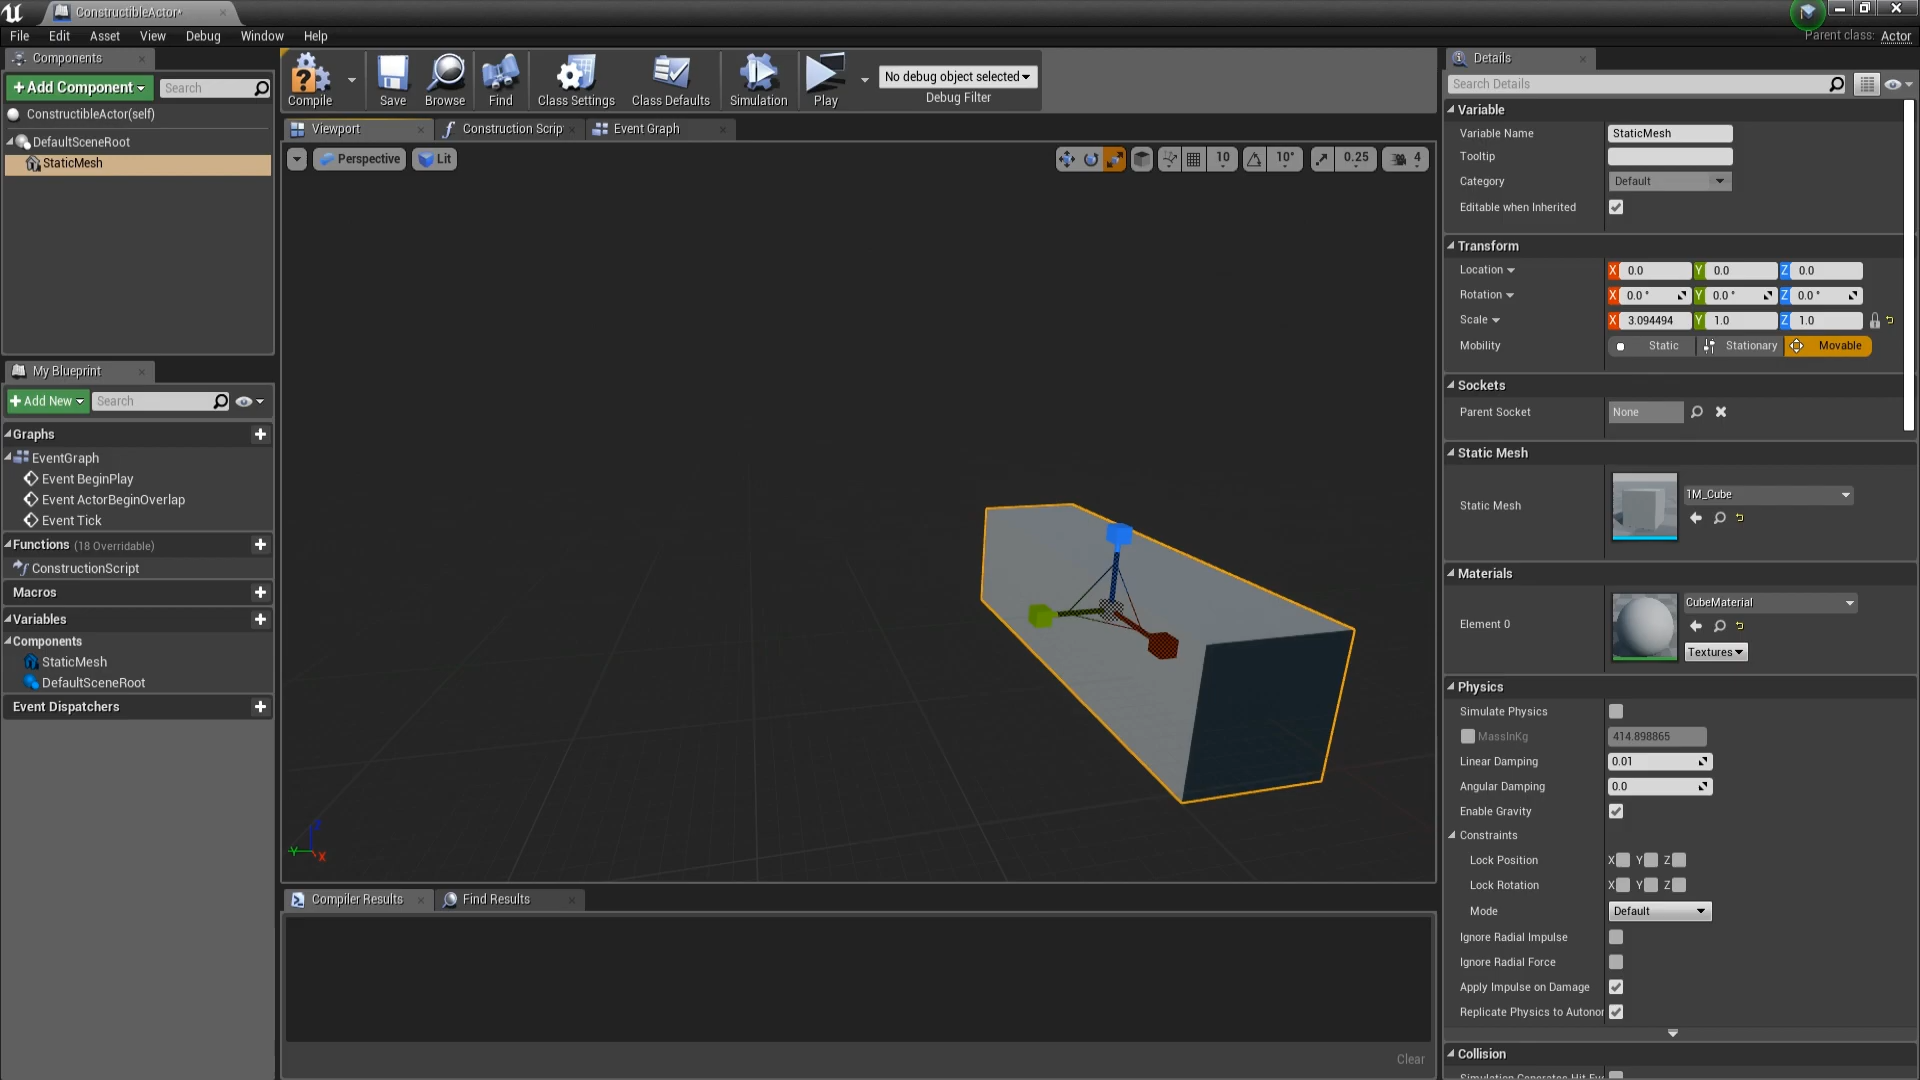 ConstructibleActor*
Parent class: Actor
File Edit Asset View Debug Window Help
Components
+Add Component
Search
ConstructibleActor(self)
DefaultSceneRoot
StaticMesh
My Blueprint
+Add New
Search
Graphs
EventGraph
Event BeginPlay
Event ActorBeginOverlap
Event Tick
Functions (18 Overridable)
ConstructionScript
Macros
Variables
Components
StaticMesh
DefaultSceneRoot
Event Dispatchers
Compile Save Browse Find Class Settings Class Defaults Simulation Play
No debug object selected
Debug Filter
Viewport Construction Scrip Event Graph
Perspective Lit
10 10° 0.25 4
Z
Y X
Compiler Results Find Results
Clear
Details
Search Details
Variable
Variable Name StaticMesh
Tooltip
Category Default
Editable when Inherited
Transform
Location X 0.0 Y 0.0 Z 0.0
Rotation X 0.0 ° Y 0.0 ° Z 0.0 °
Scale X 3.094494 Y 1.0 Z 1.0
Mobility Static Stationary Movable
Sockets
Parent Socket None
Static Mesh
Static Mesh 1M_Cube
Materials
Element 0 CubeMaterial
Textures
Physics
Simulate Physics
MassInKg 414.898865
Linear Damping 0.01
Angular Damping 0.0
Enable Gravity
Constraints
Lock Position X Y Z
Lock Rotation X Y Z
Mode Default
Ignore Radial Impulse
Ignore Radial Force
Apply Impulse on Damage
Replicate Physics to Autonor
Collision